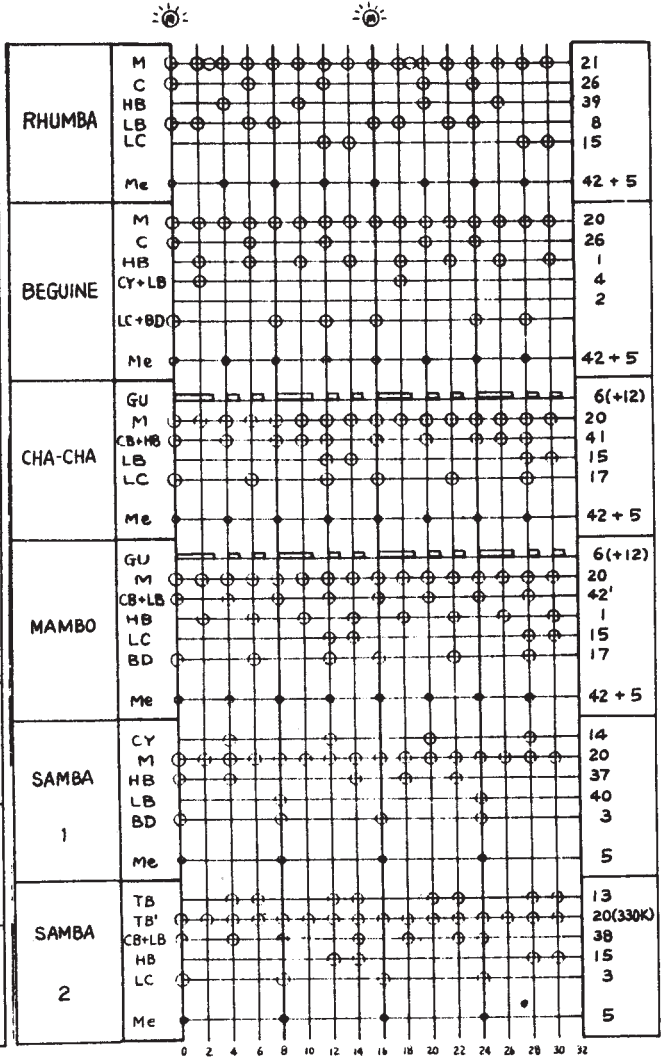 RHUMBA
M 21
C 26
HB 39
LB 8
LC 15
Me 42 + 5
BEGUINE
M 20
C 26
HB 1
CY+LB 4
2
LC+BD
Me 42 + 5
CHA-CHA
GU 6(+12)
M 20
CB+HB 41
LB 15
LC 17
Me 42 + 5
MAMBO
GU 6(+12)
M 20
CB+LB 42'
HB 1
LC 15
BD 17
Me 42 + 5
SAMBA 1
CY 14
M 20
HB 37
LB 40
BD 3
Me 5
SAMBA 2
TB 13
TB' 20(330K)
CB+LB 38
HB 15
LC 3
Me 5
0 2 4 6 8 10 12 14 16 18 20 22 24 26 28 30 32